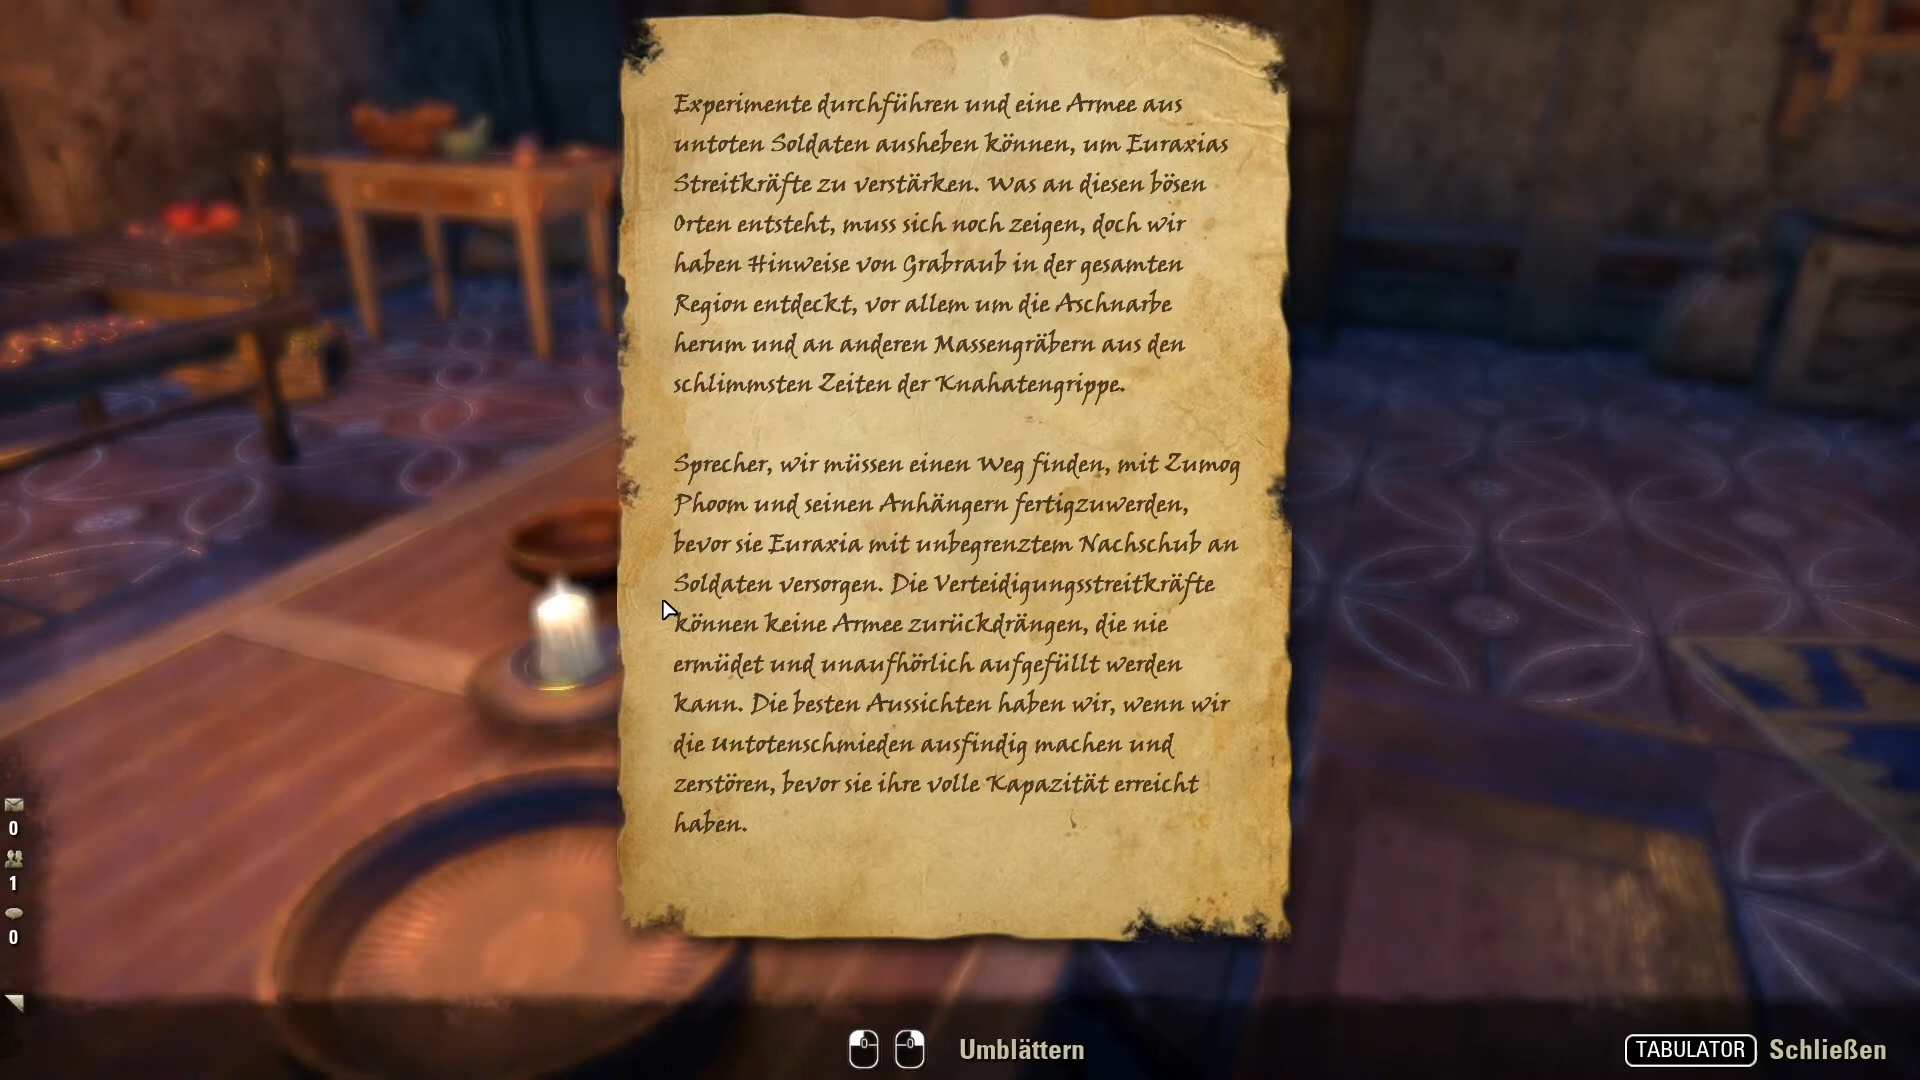 Experimente durchführen und eine Armee aus
untoten Soldaten ausheben können, um Euraxias
Streitkräfte zu verstärken. Was an diesen bösen
Orten entsteht, muss sich noch zeigen, doch wir
haben Hinweise von Grabraub in der gesamten
Region entdeckt, vor allem um die Aschnarbe
herum und an anderen Massengräbern aus den
schlimmsten Zeiten der Knahatengrippe.
Sprecher, wir müssen einen Weg finden, mit Zumog
Phoom und seinen Anhängern fertigzuwerden,
bevor sie Euraxia mit unbegrenztem Nachschub an
Soldaten versorgen. Die Verteidigungsstreitkräfte
können keine Armee zurückdrängen, die nie
ermüdet und unaufhörlich aufgefüllt werden
kann. Die besten Aussichten haben wir, wenn wir
die Untotenschmieden ausfindig machen und
zerstören, bevor sie ihre volle Kapazität erreicht
haben.
0
1
0
Umblättern
TABULATOR Schließen